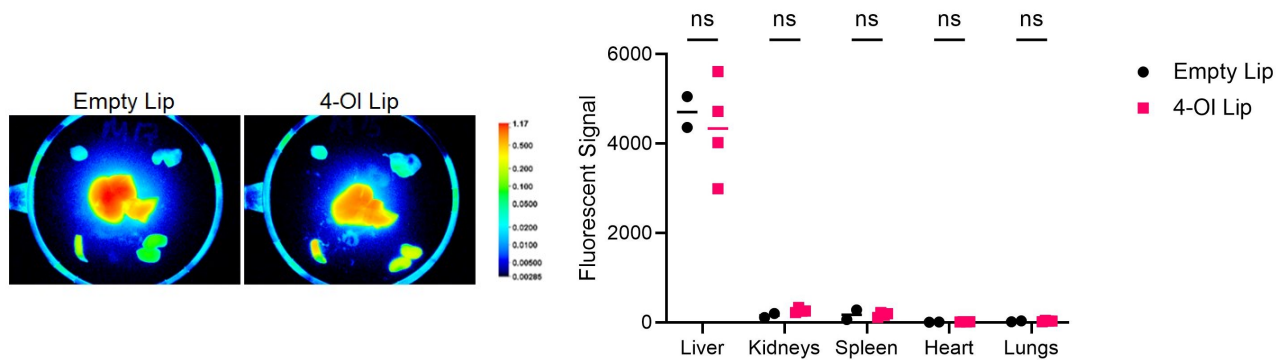 Empty Lip
4-OI Lip
1.17
0.500
0.200
0.100
0.0500
0.0200
0.0100
0.00500
0.00285
ns ns ns ns ns
6000
4000
2000
0
Fluorescent Signal
Liver Kidneys Spleen Heart Lungs
Empty Lip
4-OI Lip